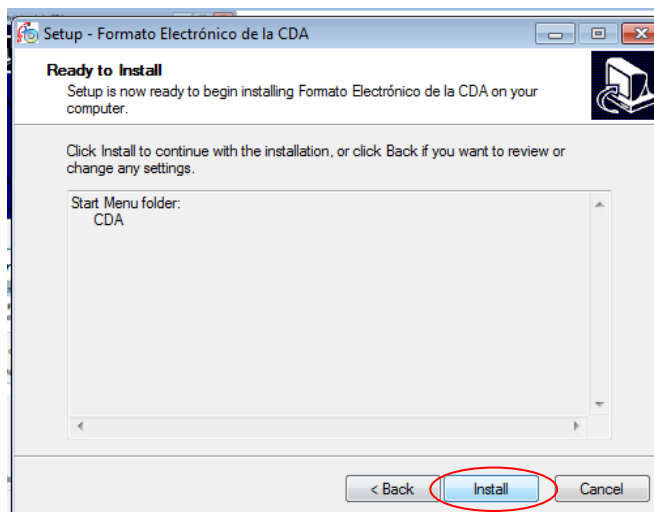 Setup - Formato Electrónico de la CDA
Ready to Install
Setup is now ready to begin installing Formato Electrónico de la CDA on your
computer.
Click Install to continue with the installation, or click Back if you want to review or
change any settings.
Start Menu folder:
CDA
< Back
Install
Cancel